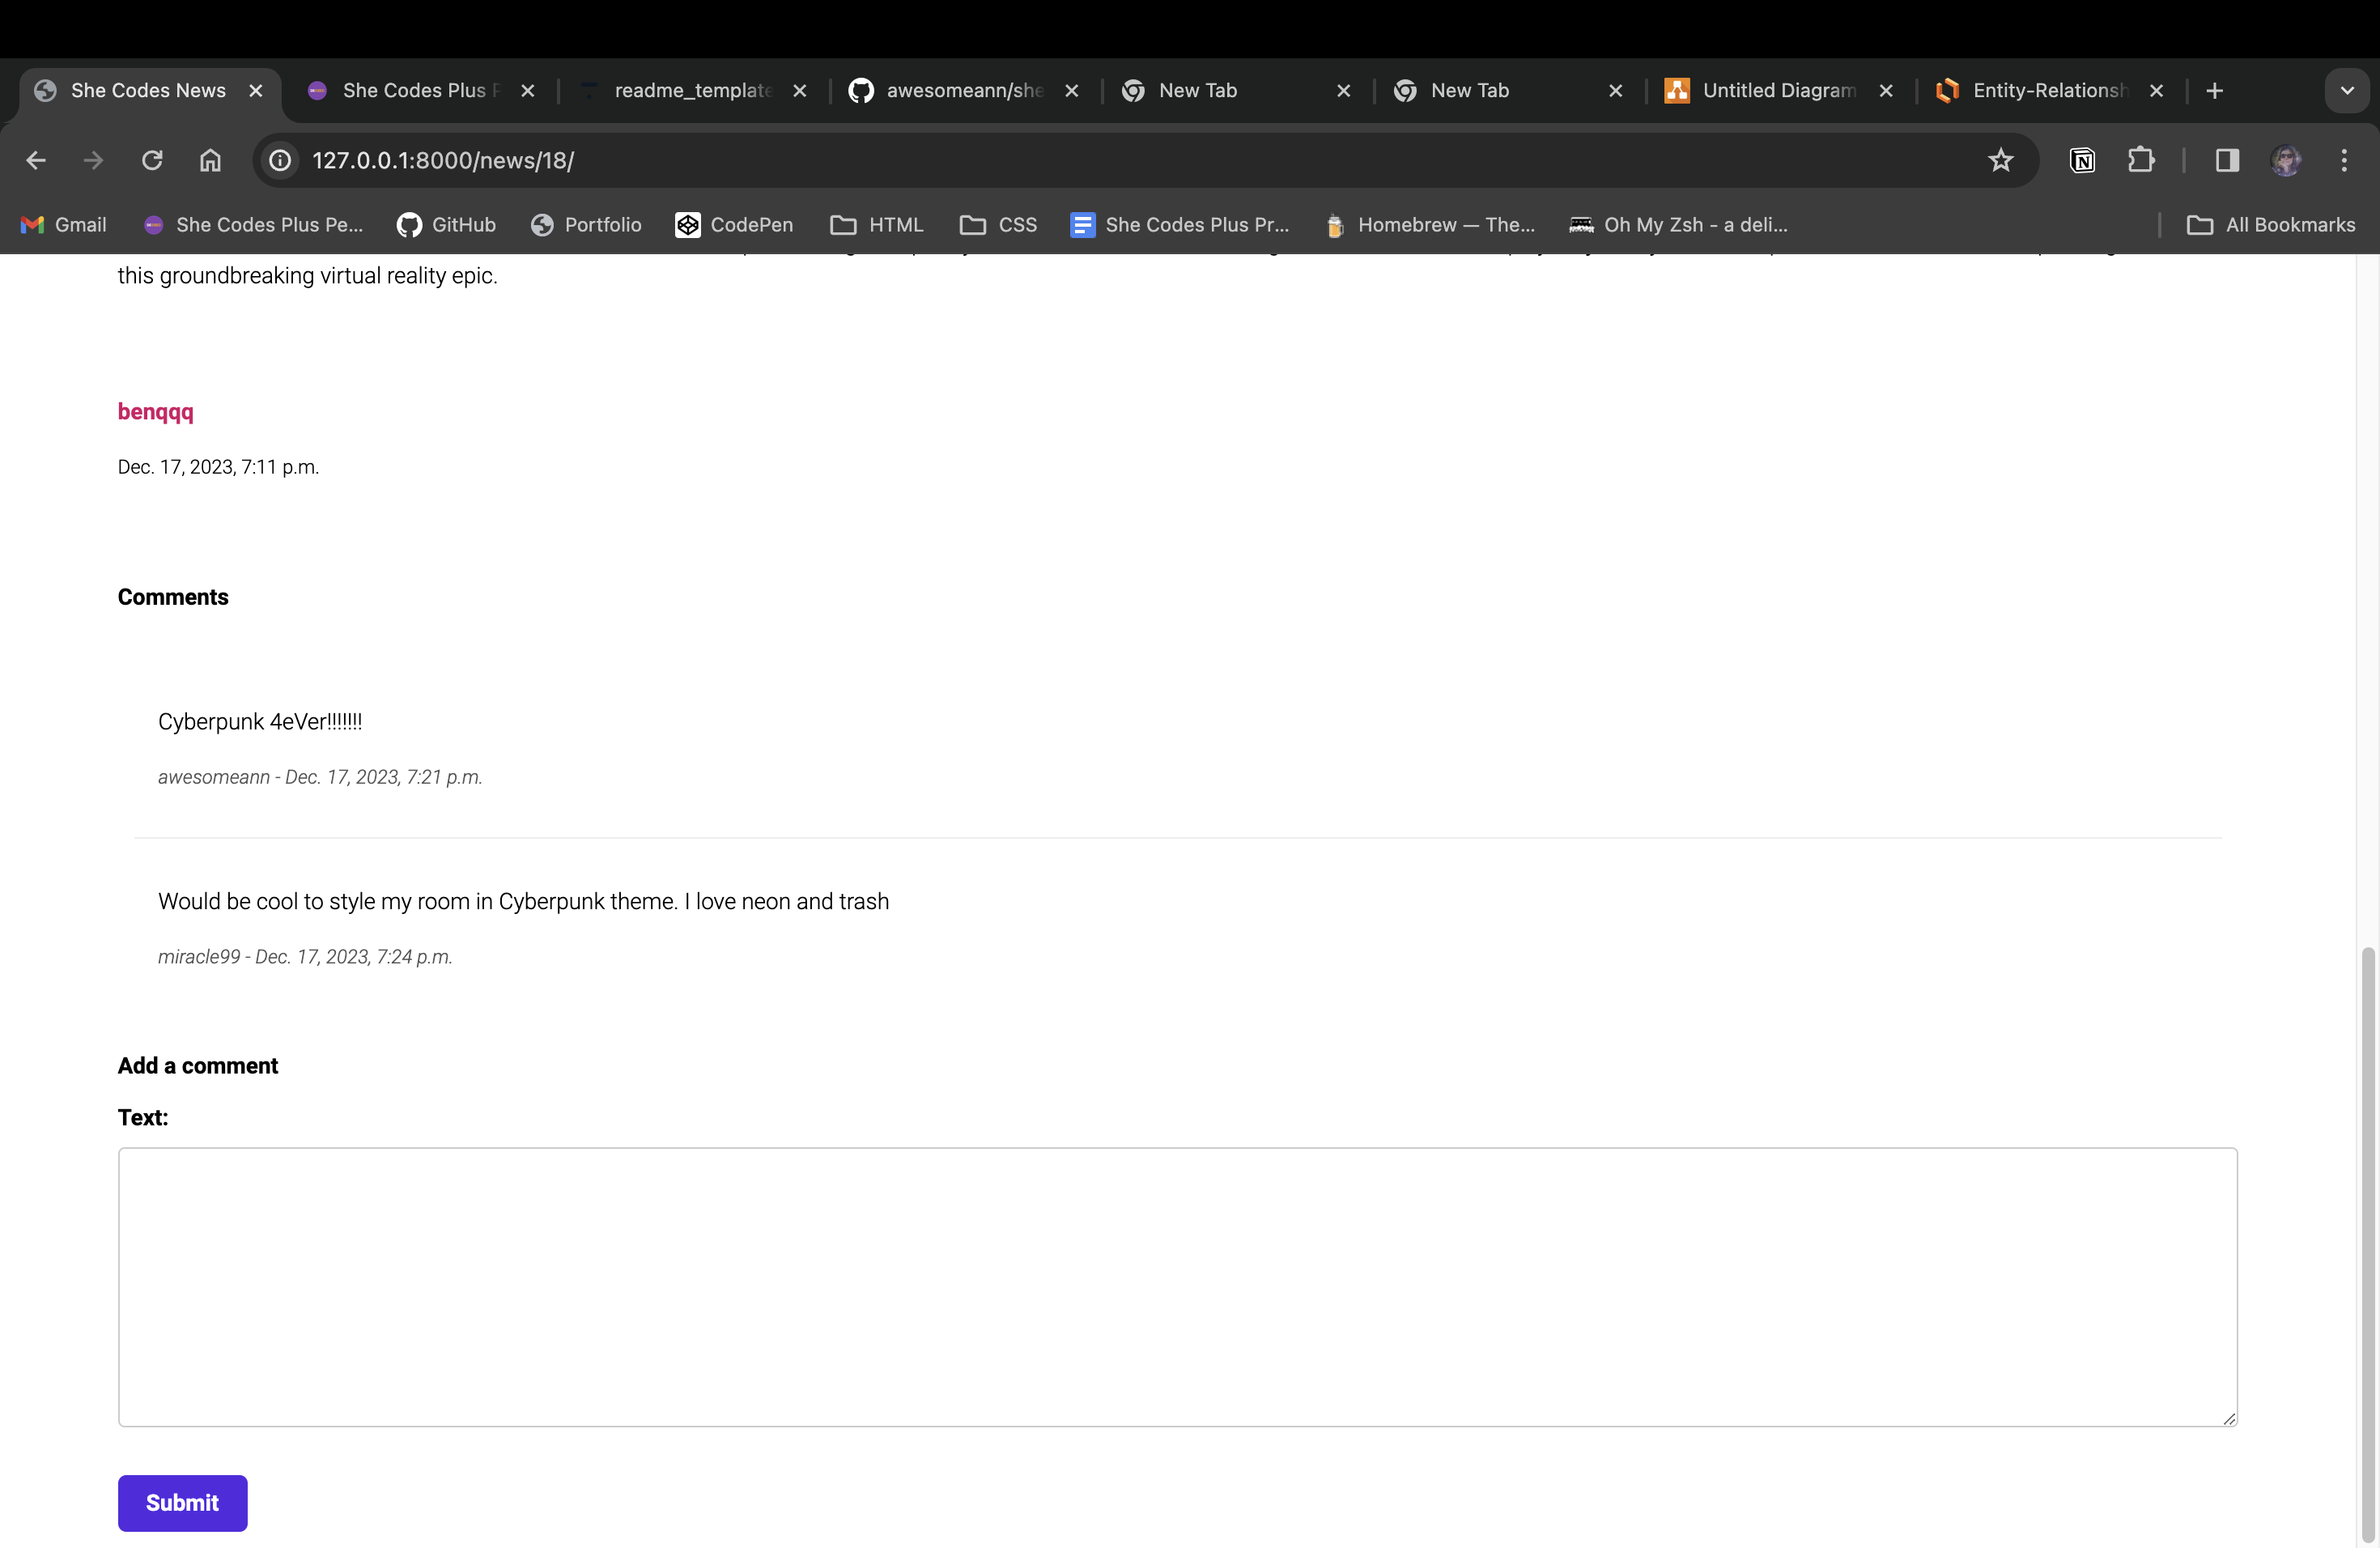 She Codes News
She Codes Plus
readme_template
awesomeann/she
New Tab
New Tab
Untitled Diagram
Entity-Relationsh
127.0.0.1:8000/news/18/
Gmail
She Codes Plus Pe...
GitHub
Portfolio
CodePen
HTML
CSS
She Codes Plus Pr...
Homebrew — The...
Oh My Zsh - a deli...
All Bookmarks
this groundbreaking virtual reality epic.
benqqq
Dec. 17, 2023, 7:11 p.m.
Comments
Cyberpunk 4eVer!!!!!!!
awesomeann - Dec. 17, 2023, 7:21 p.m.
Would be cool to style my room in Cyberpunk theme. I love neon and trash
miracle99 - Dec. 17, 2023, 7:24 p.m.
Add a comment
Text:
Submit